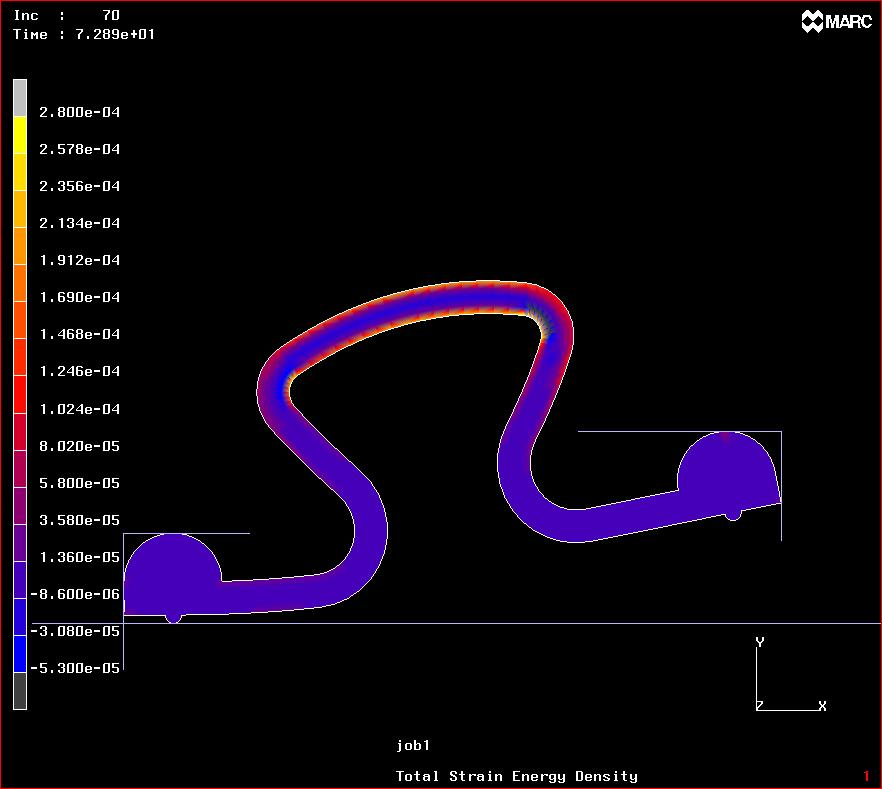 Inc : 70
Time : 7.289e+01
MARC
2.800e-04
2.578e-04
2.356e-04
2.134e-04
1.912e-04
1.690e-04
1.468e-04
1.246e-04
1.024e-04
8.020e-05
5.800e-05
3.580e-05
1.360e-05
-8.600e-06
-3.080e-05
-5.300e-05
Y
Z X
job1
Total Strain Energy Density 1